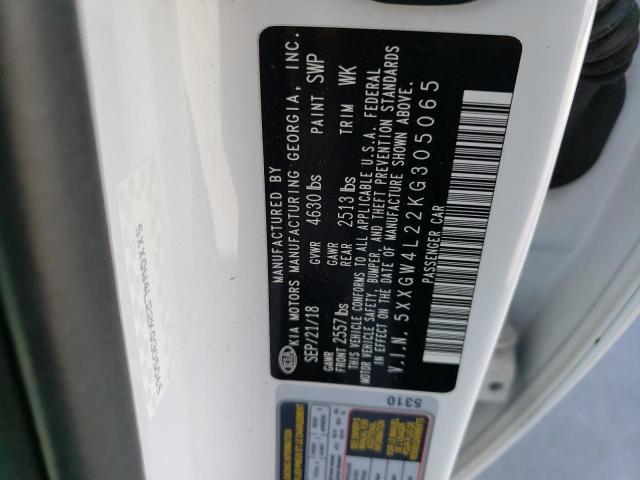 MANUFACTURED BY
KIA MOTORS MANUFACTURING GEORGIA, INC.
SEP/21/18 GVWR 4630 lbs PAINT SWP
GAWR FRONT 2557 lbs GAWR REAR 2513 lbs TRIM WK
THIS VEHICLE CONFORMS TO ALL APPLICABLE U.S.A. FEDERAL
MOTOR VEHICLE SAFETY, BUMPER, AND THEFT PREVENTION STANDARDS
IN EFFECT ON THE DATE OF MANUFACTURE SHOWN ABOVE.
V.I.N. 5XXGW4L22KG305065
PASSENGER CAR
KIA
5310
5XXGW4L22KG305065